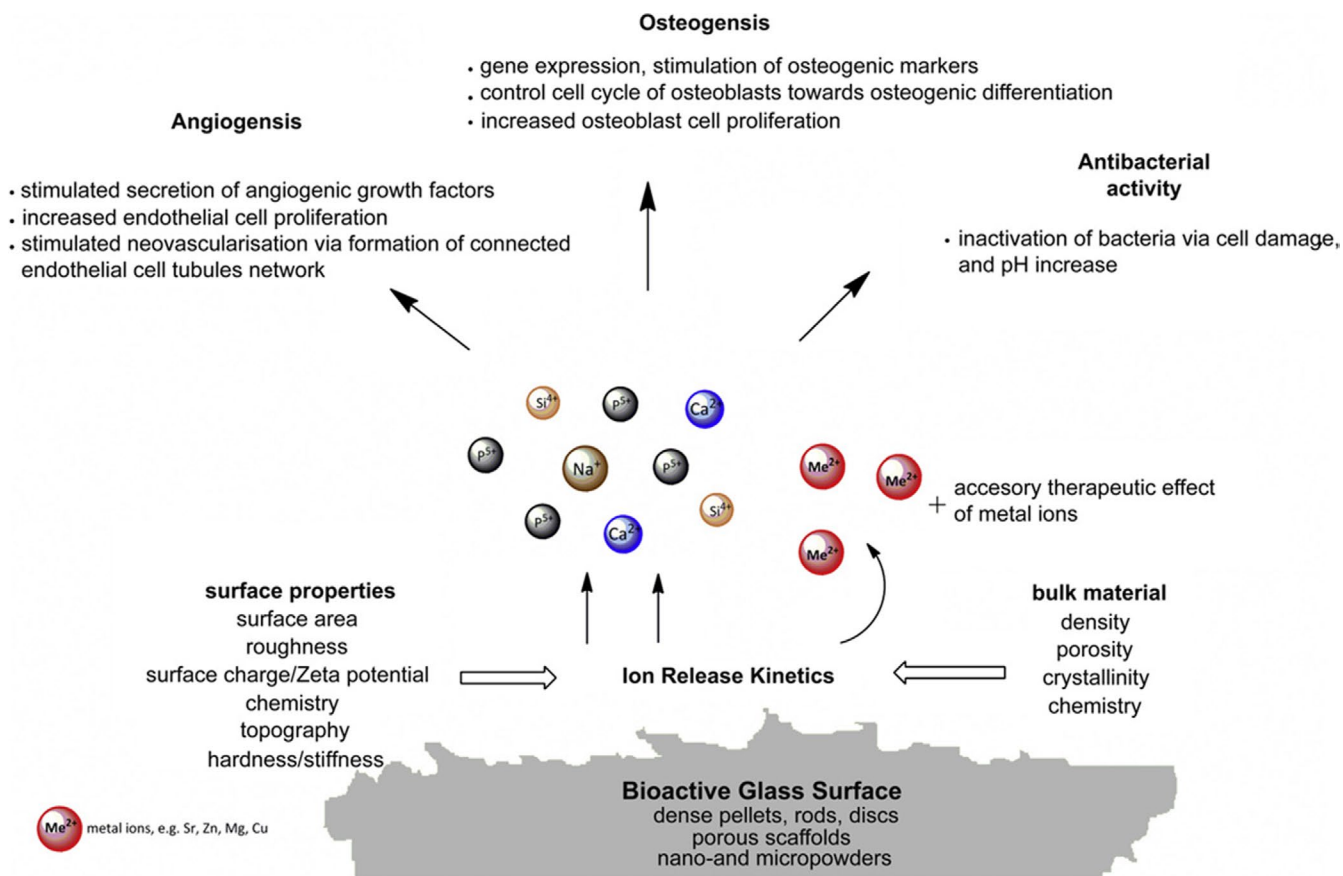 Osteogensis
· gene expression, stimulation of osteogenic markers
· control cell cycle of osteoblasts towards osteogenic differentiation
· increased osteoblast cell proliferation
Angiogensis
· stimulated secretion of angiogenic growth factors
· increased endothelial cell proliferation
· stimulated neovascularisation via formation of connected
endothelial cell tubules network
Antibacterial
activity
· inactivation of bacteria via cell damage,
and pH increase
Si⁴⁺
P⁵⁺
Ca²⁺
P⁵⁺
Na⁺
P⁵⁺
Me²⁺
Me²⁺
P⁵⁺
Ca²⁺
Si⁴⁺
Me²⁺
+ accesory therapeutic effect
of metal ions
surface properties
surface area
roughness
surface charge/Zeta potential
chemistry
topography
hardness/stiffness
Ion Release Kinetics
bulk material
density
porosity
crystallinity
chemistry
Bioactive Glass Surface
dense pellets, rods, discs
porous scaffolds
nano-and micropowders
Me²⁺ metal ions, e.g. Sr, Zn, Mg, Cu